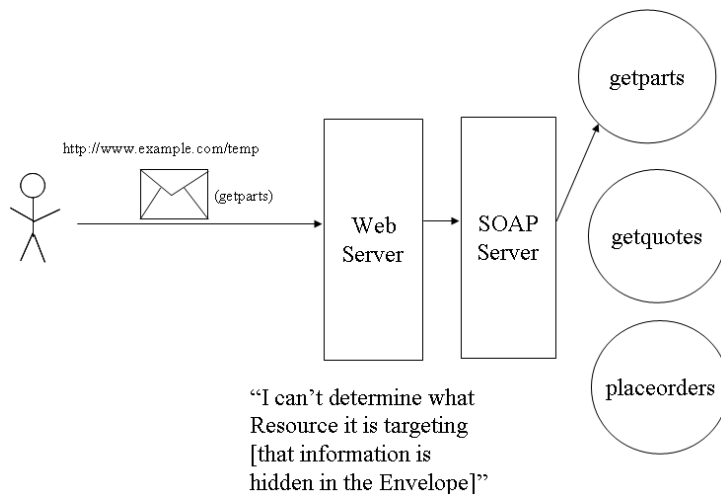 getparts
http://www.example.com/temp
(getparts)
Web
Server
SOAP
Server
getquotes
placeorders
“I can’t determine what
Resource it is targeting
[that information is
hidden in the Envelope]”